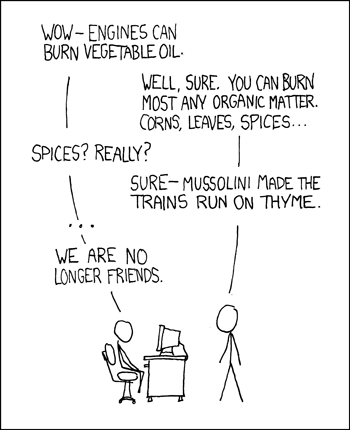 WOW— ENGINES CAN
BURN VEGETABLE OIL.
WELL, SURE. YOU CAN BURN
MOST ANY ORGANIC MATTER.
CORNS, LEAVES, SPICES...
SPICES? REALLY?
SURE— MUSSOLINI MADE THE
TRAINS RUN ON THYME.
...
WE ARE NO
LONGER FRIENDS.